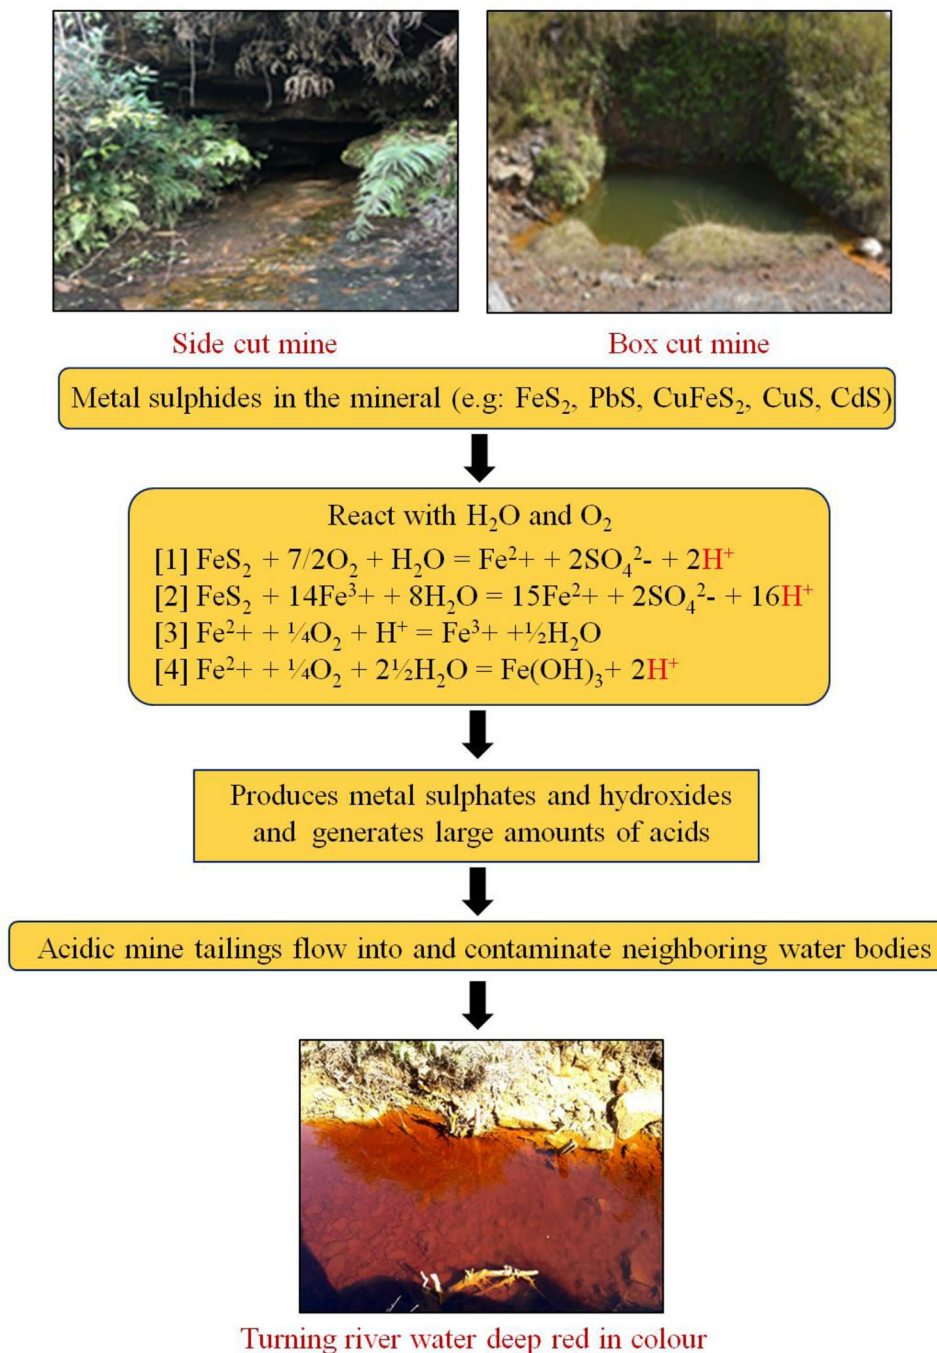 Side cut mine
Box cut mine
Metal sulphides in the mineral (e.g: FeS₂, PbS, CuFeS₂, CuS, CdS)
React with H₂O and O₂
[1] FeS₂ + 7/2O₂ + H₂O = Fe²+ + 2SO₄²- + 2H⁺
[2] FeS₂ + 14Fe³+ + 8H₂O = 15Fe²+ + 2SO₄²- + 16H⁺
[3] Fe²+ + ¼O₂ + H⁺ = Fe³+ +½H₂O
[4] Fe²+ + ¼O₂ + 2½H₂O = Fe(OH)₃+ 2H⁺
Produces metal sulphates and hydroxides
and generates large amounts of acids
Acidic mine tailings flow into and contaminate neighboring water bodies
Turning river water deep red in colour